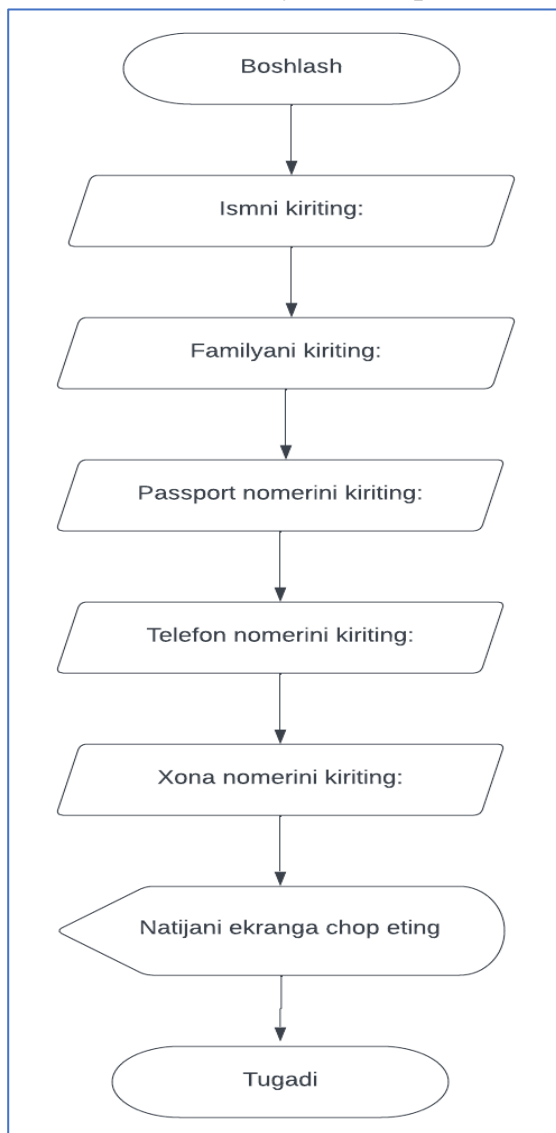 Boshlash
Ismni kiriting:
Familyani kiriting:
Passport nomerini kiriting:
Telefon nomerini kiriting:
Xona nomerini kiriting:
Natijani ekranga chop eting
Tugadi